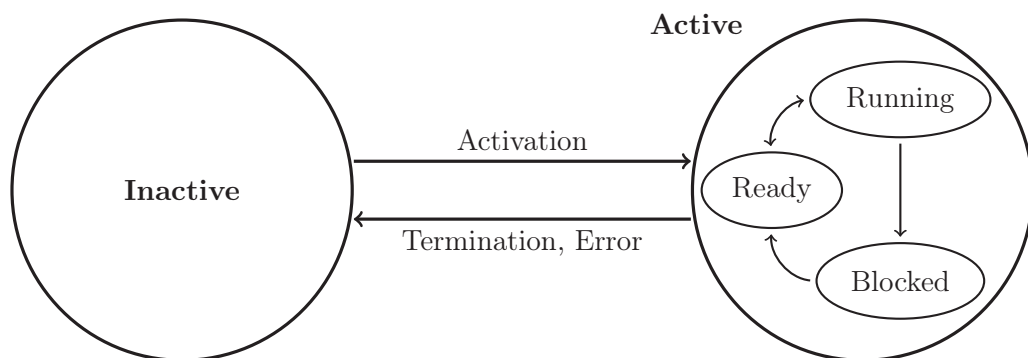 Active
Running
Activation
Inactive
Ready
Termination, Error
Blocked